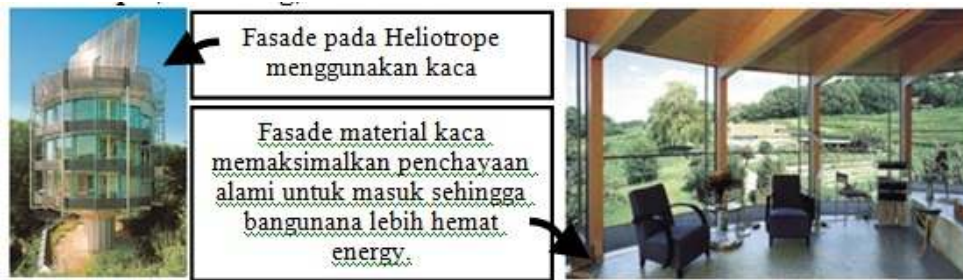 Fasade pada Heliotrope
menggunakan kaca
Fasade material kaca
memaksimalkan penchayaan
alami untuk masuk sehingga
bangunana lebih hemat
energy.